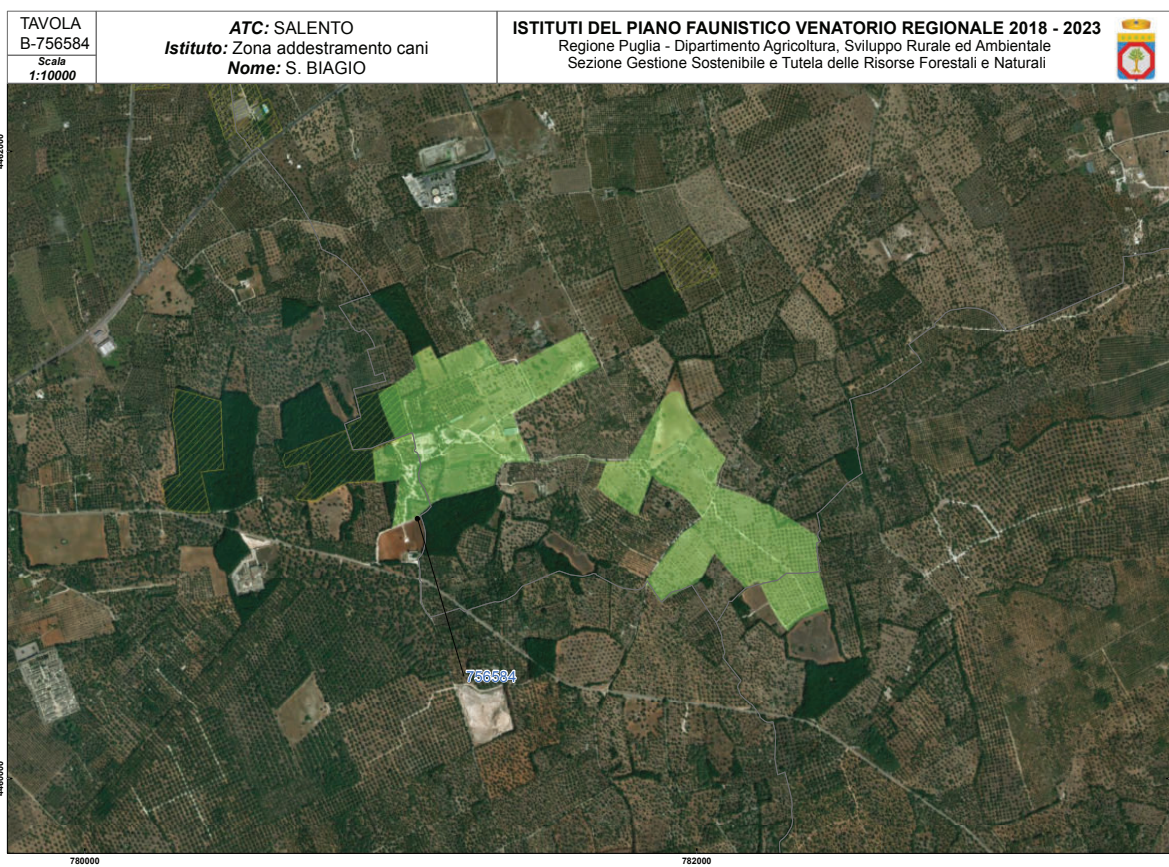 TAVOLA
B-756584
Scala
1:10000
ATC: SALENTO
Istituto: Zona addestramento cani
Nome: S. BIAGIO
ISTITUTI DEL PIANO FAUNISTICO VENATORIO REGIONALE 2018 - 2023
Regione Puglia - Dipartimento Agricoltura, Sviluppo Rurale ed Ambientale
Sezione Gestione Sostenibile e Tutela delle Risorse Forestali e Naturali
4462000
756584
4460000
780000
782000